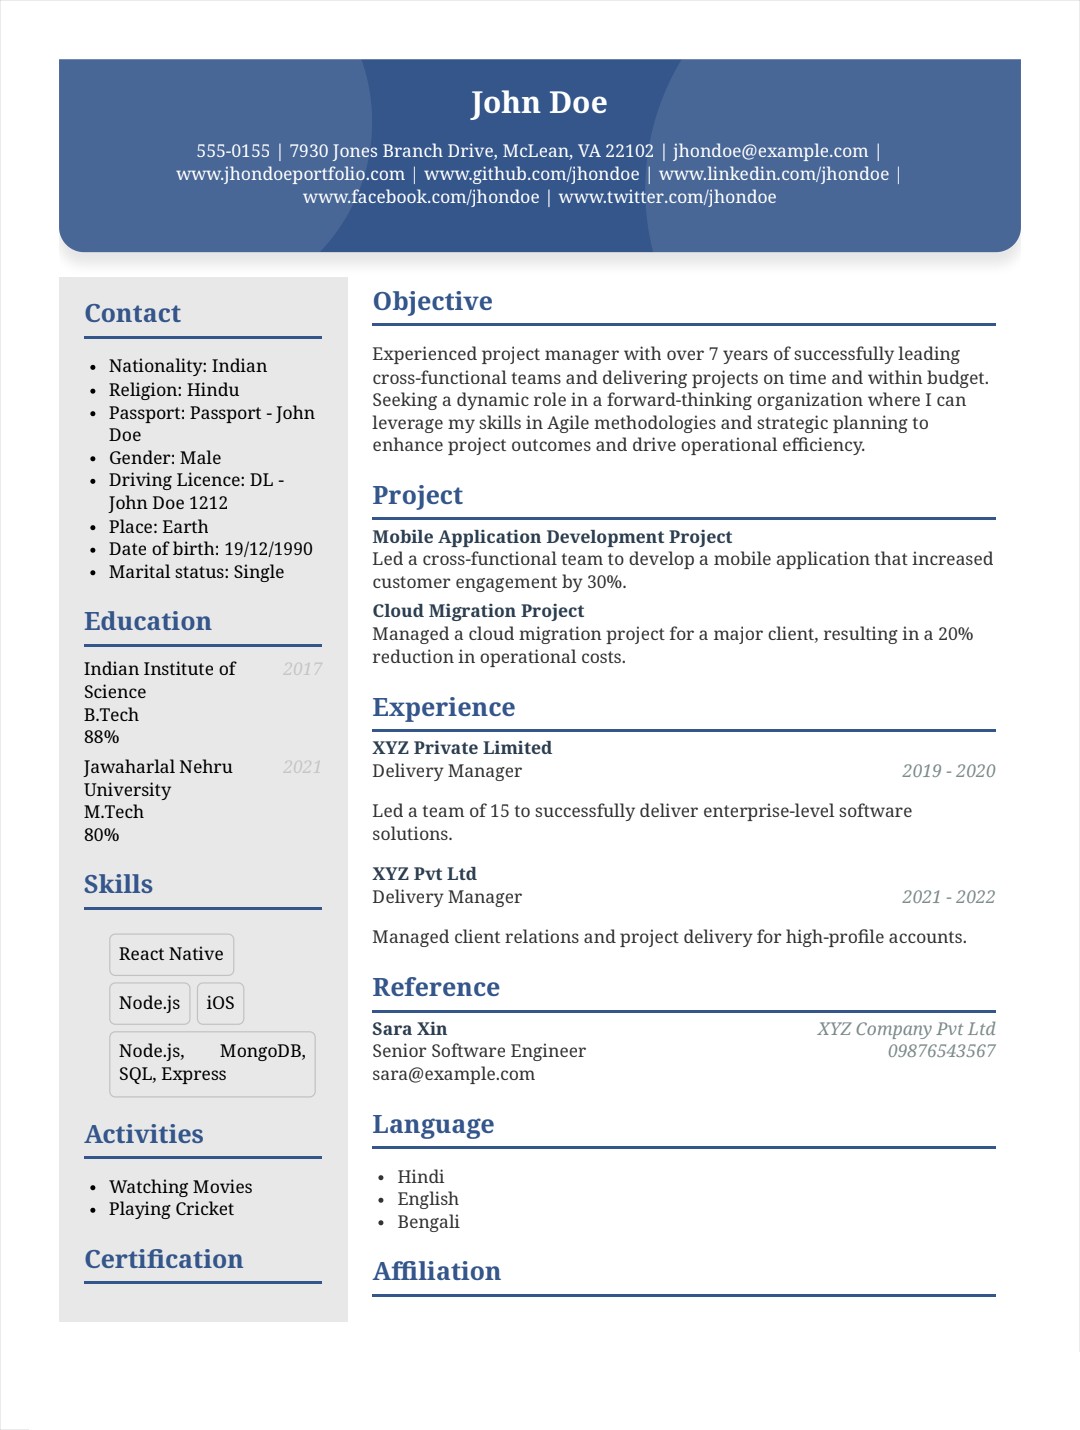 John Doe
555-0155 | 7930 Jones Branch Drive, McLean, VA 22102 | jhondoe@example.com |
www.jhondoeportfolio.com | www.github.com/jhondoe | www.linkedin.com/jhondoe |
www.facebook.com/jhondoe | www.twitter.com/jhondoe
Contact
• Nationality: Indian
• Religion: Hindu
• Passport: Passport - John
Doe
• Gender: Male
• Driving Licence: DL -
John Doe 1212
• Place: Earth
• Date of birth: 19/12/1990
• Marital status: Single
Education
Indian Institute of 2017
Science
B.Tech
88%
Jawaharlal Nehru 2021
University
M.Tech
80%
Skills
React Native
Node.js iOS
Node.js, MongoDB,
SQL, Express
Activities
• Watching Movies
• Playing Cricket
Certification
Objective
Experienced project manager with over 7 years of successfully leading
cross-functional teams and delivering projects on time and within budget.
Seeking a dynamic role in a forward-thinking organization where I can
leverage my skills in Agile methodologies and strategic planning to
enhance project outcomes and drive operational efficiency.
Project
Mobile Application Development Project
Led a cross-functional team to develop a mobile application that increased
customer engagement by 30%.
Cloud Migration Project
Managed a cloud migration project for a major client, resulting in a 20%
reduction in operational costs.
Experience
XYZ Private Limited
Delivery Manager 2019 - 2020
Led a team of 15 to successfully deliver enterprise-level software
solutions.
XYZ Pvt Ltd
Delivery Manager 2021 - 2022
Managed client relations and project delivery for high-profile accounts.
Reference
Sara Xin XYZ Company Pvt Ltd
Senior Software Engineer 09876543567
sara@example.com
Language
• Hindi
• English
• Bengali
Affiliation